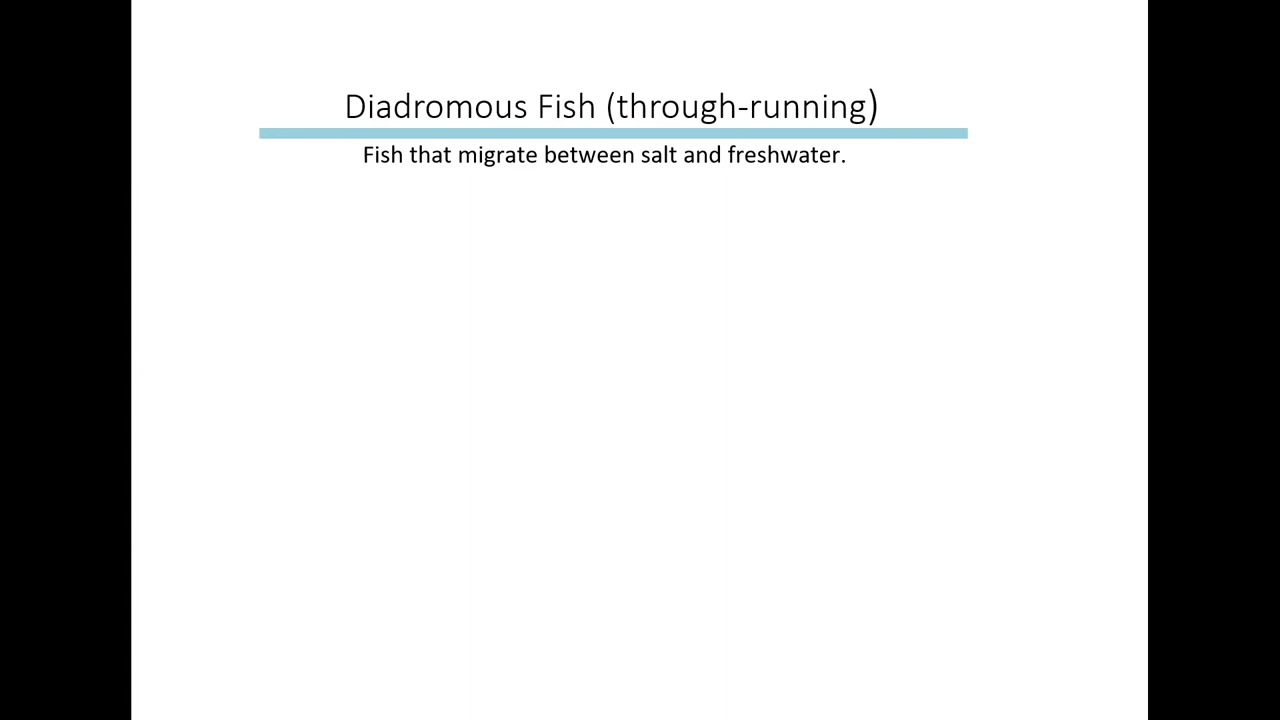 Diadromous Fish (through-running)
Fish that migrate between salt and freshwater.